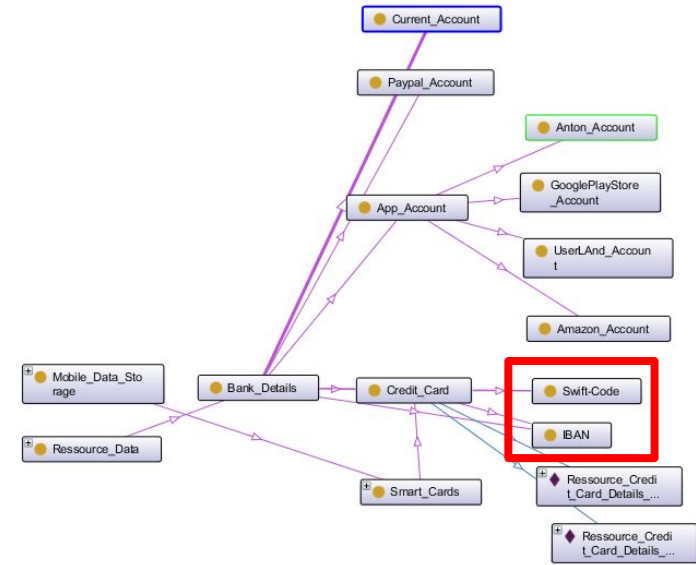 Current_Account
Paypal_Account
Anton_Account
GooglePlayStore
_Account
App_Account
UserLAnd_Accoun
t
Amazon_Account
Mobile_Data_Sto
rage
Bank_Details
Credit_Card
Swift-Code
IBAN
Ressource_Data
Smart_Cards
Ressource_Credi
t_Card_Details_...
Ressource_Credi
t_Card_Details_...